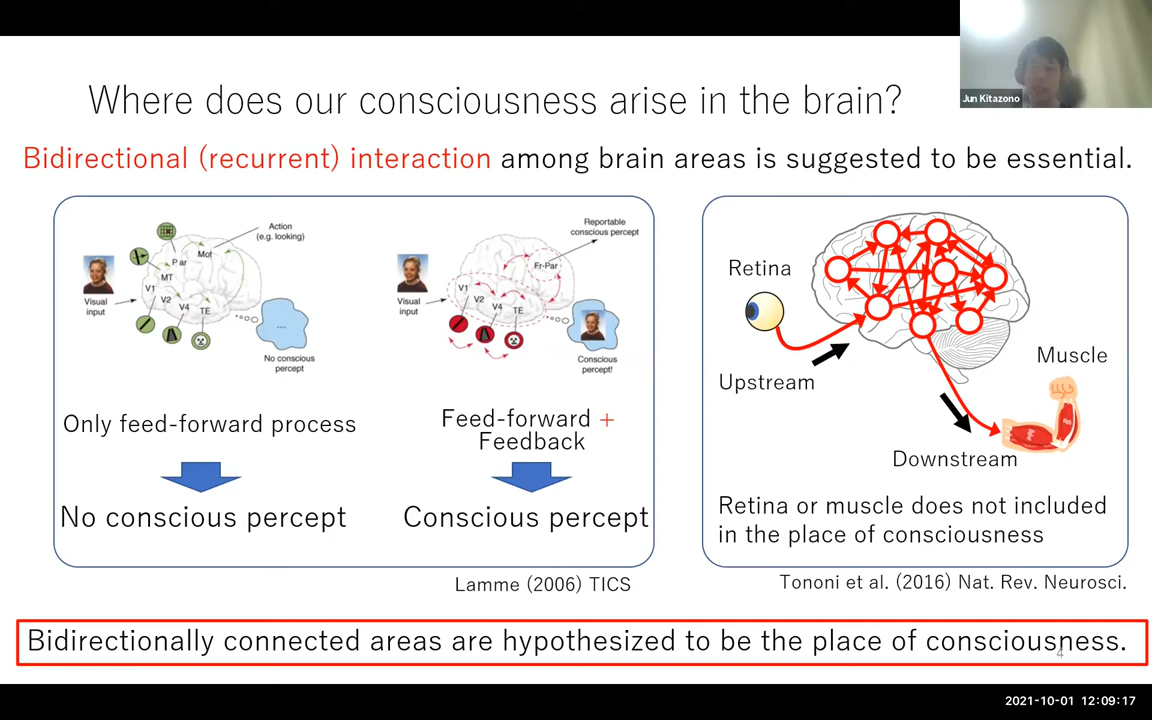 Jun Kitazono
Where does our consciousness arise in the brain?
Bidirectional (recurrent) interaction among brain areas is suggested to be essential.
Action
(e.g. looking)
Par
Mot
MT
V1
V2
V4
TE
Visual
input
....
No conscious
percept
Only feed-forward process
No conscious percept
Reportable
conscious percept
Fr-Par
V1
V2
V4
TE
Visual
input
Conscious
percept!
Feed-forward +
Feedback
Conscious percept
Lamme (2006) TICS
Retina
Upstream
Muscle
Downstream
Retina or muscle does not included
in the place of consciousness
Tononi et al. (2016) Nat. Rev. Neurosci.
Bidirectionally connected areas are hypothesized to be the place of consciousness.
4
2021-10-01 12:09:17